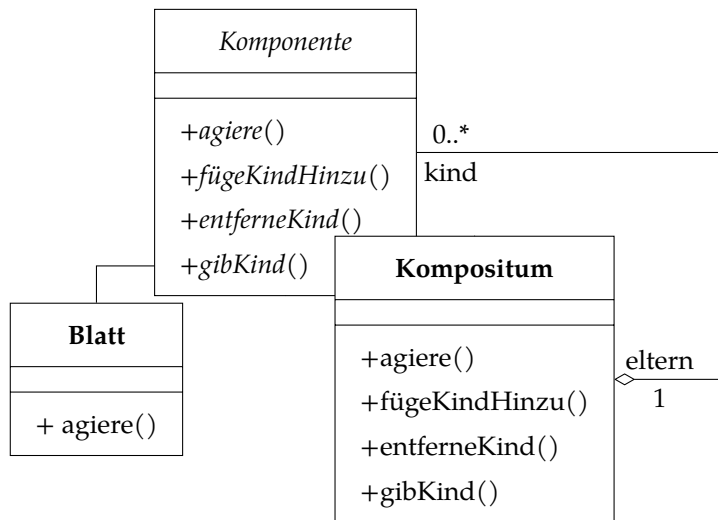 Komponente
+agiere()
+fügeKindHinzu()
+entferneKind()
+gibKind()
0..*
kind
Kompositum
+agiere()
+fügeKindHinzu()
+entferneKind()
+gibKind()
Blatt
+ agiere()
eltern
1